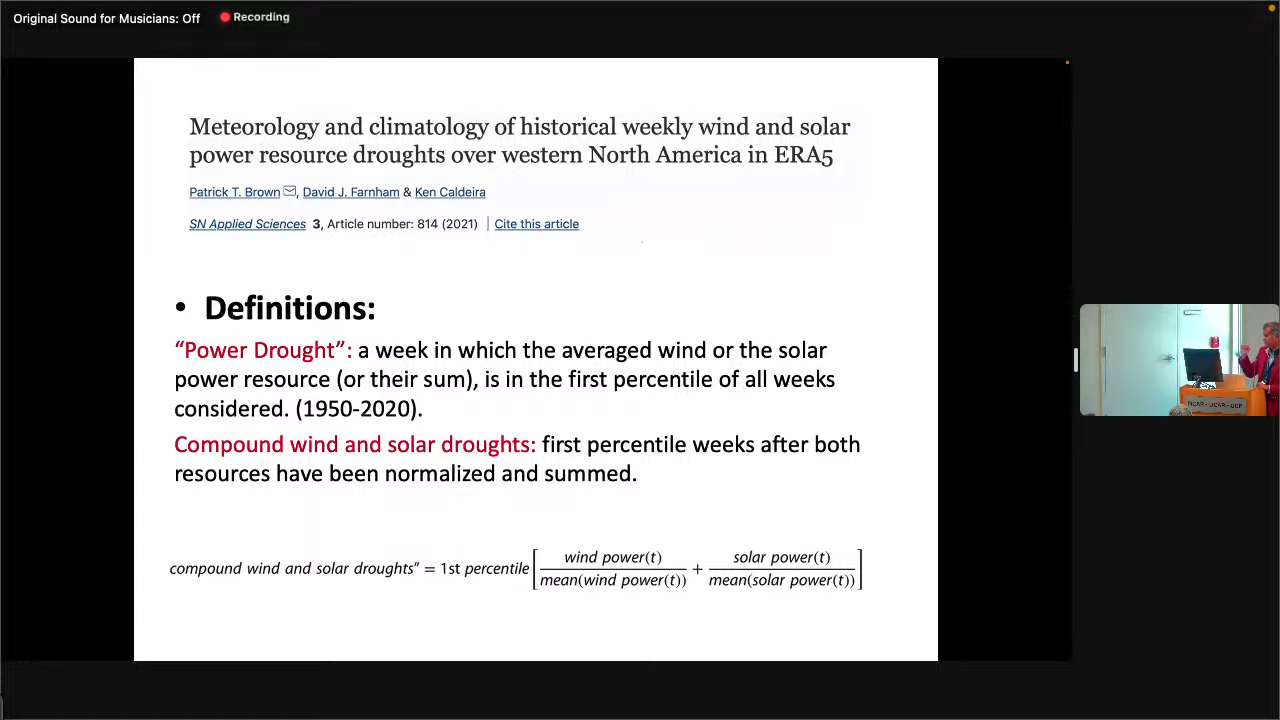 Original Sound for Musicians: Off Recording
Meteorology and climatology of historical weekly wind and solar
power resource droughts over western North America in ERA5
Patrick T. Brown, David J. Farnham & Ken Caldeira
SN Applied Sciences 3, Article number: 814 (2021) | Cite this article
• Definitions:
“Power Drought”: a week in which the averaged wind or the solar
power resource (or their sum), is in the first percentile of all weeks
considered. (1950-2020).
Compound wind and solar droughts: first percentile weeks after both
resources have been normalized and summed.
compound wind and solar droughts” = 1st percentile [ wind power(t) / mean(wind power(t)) + solar power(t) / mean(solar power(t)) ]
NCAR - UCAR - UCP